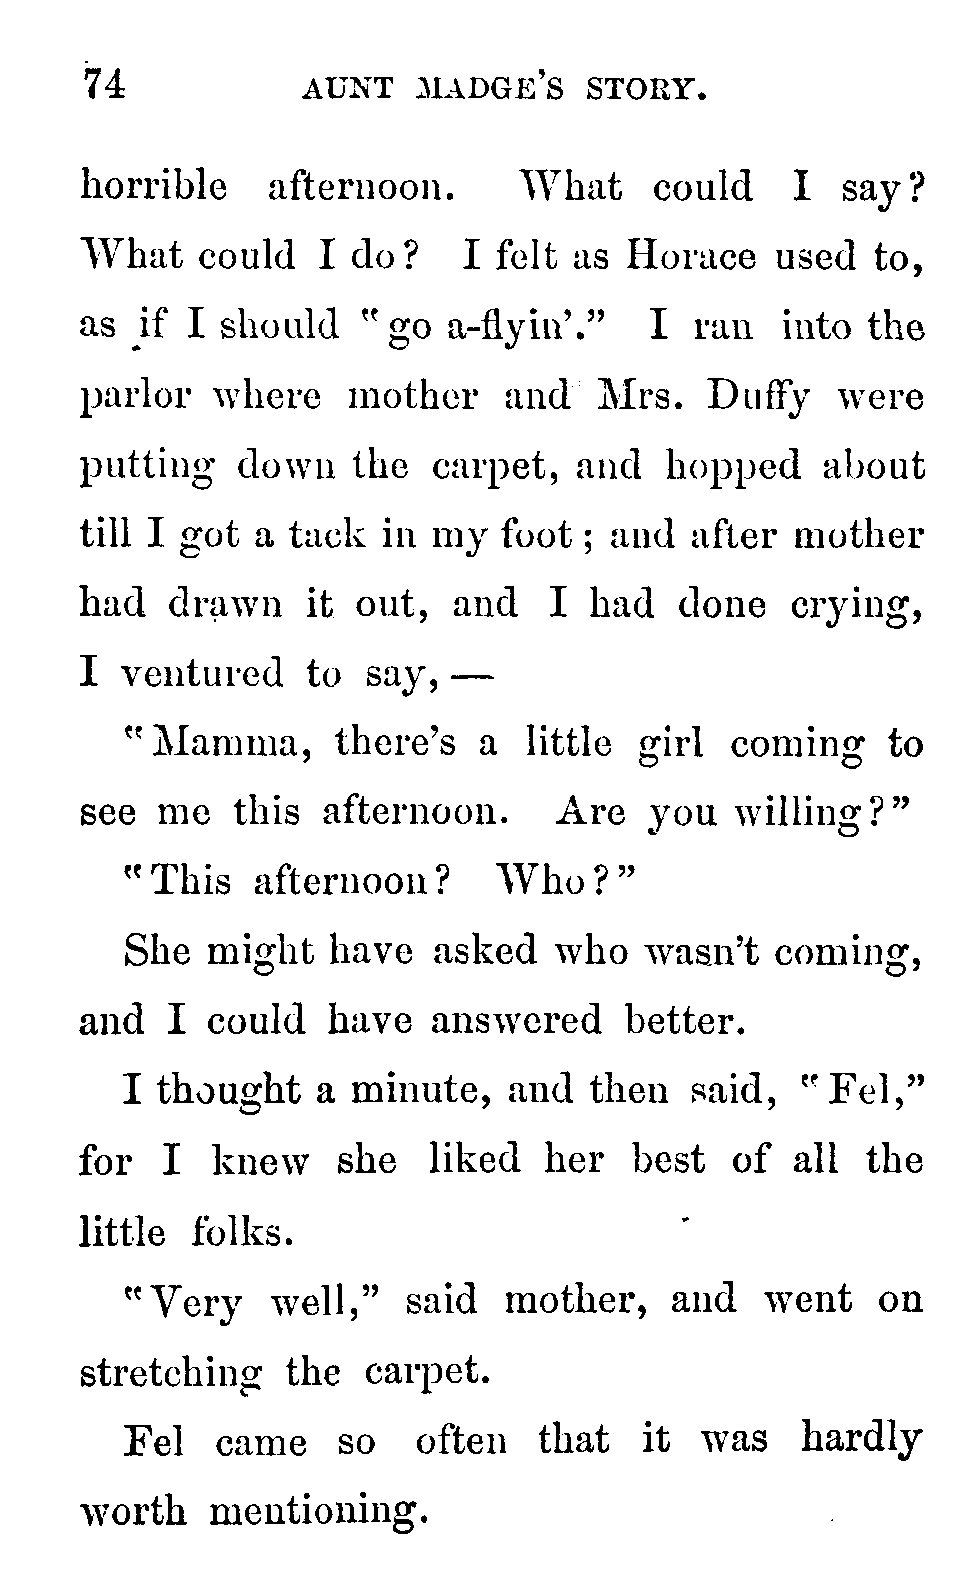 74 AUNT MADGE'S STORY.
horrible afternoon. What could I say?
What could I do? I felt as Horace used to,
as if I should "go a-flyin'." I ran into the
parlor where mother and Mrs. Duffy were
putting down the carpet, and hopped about
till I got a tack in my foot; and after mother
had drawn it out, and I had done crying,
I ventured to say, —
"Mamma, there's a little girl coming to
see me this afternoon. Are you willing?"
"This afternoon? Who?"
She might have asked who wasn't coming,
and I could have answered better.
I thought a minute, and then said, "Fel,"
for I knew she liked her best of all the
little folks.
"Very well," said mother, and went on
stretching the carpet.
Fel came so often that it was hardly
worth mentioning.